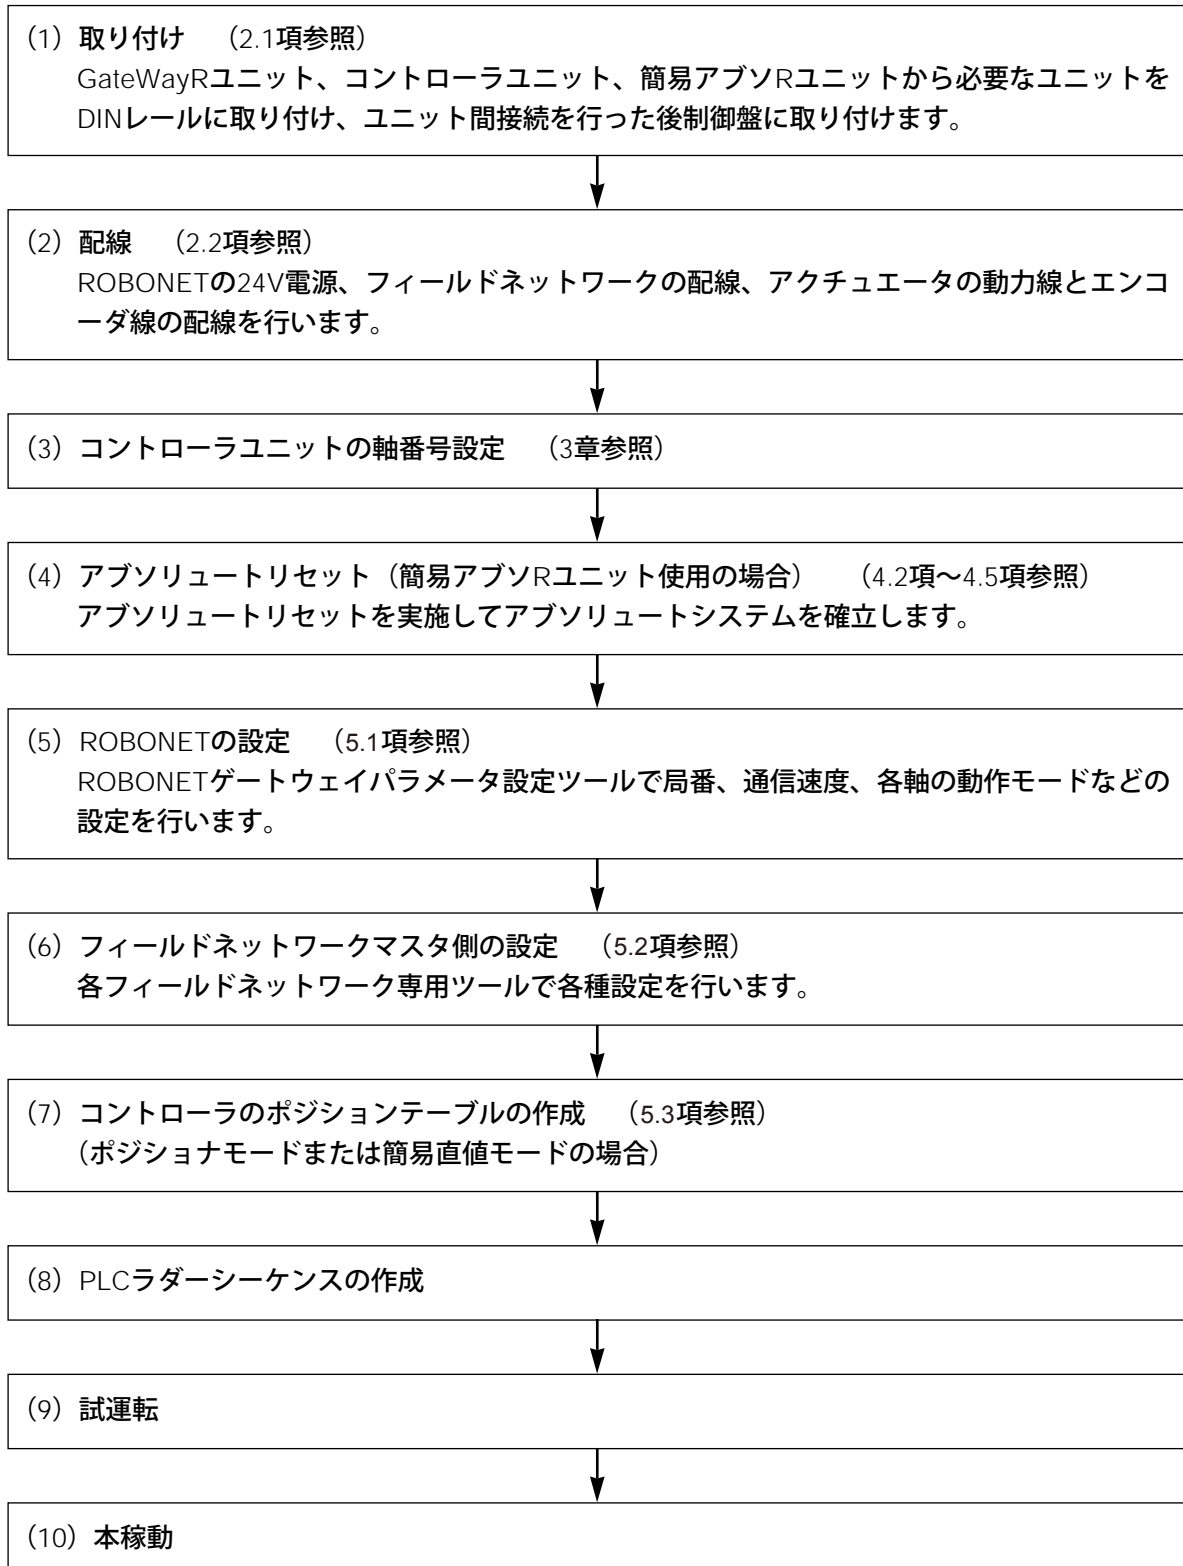 （1）取り付け　（2.1項参照）
GateWayRユニット、コントローラユニット、簡易アブソRユニットから必要なユニットを
DINレールに取り付け、ユニット間接続を行った後制御盤に取り付けます。
（2）配線　（2.2項参照）
ROBONETの24V電源、フィールドネットワークの配線、アクチュエータの動力線とエンコ
ーダ線の配線を行います。
（3）コントローラユニットの軸番号設定　（3章参照）
（4）アブソリュートリセット（簡易アブソRユニット使用の場合）　（4.2項～4.5項参照）
アブソリュートリセットを実施してアブソリュートシステムを確立します。
（5）ROBONETの設定　（5.1項参照）
ROBONETゲートウェイパラメータ設定ツールで局番、通信速度、各軸の動作モードなどの
設定を行います。
（6）フィールドネットワークマスタ側の設定　（5.2項参照）
各フィールドネットワーク専用ツールで各種設定を行います。
（7）コントローラのポジションテーブルの作成　（5.3項参照）
（ポジショナモードまたは簡易直値モードの場合）
（8）PLCラダーシーケンスの作成
（9）試運転
（10）本稼動